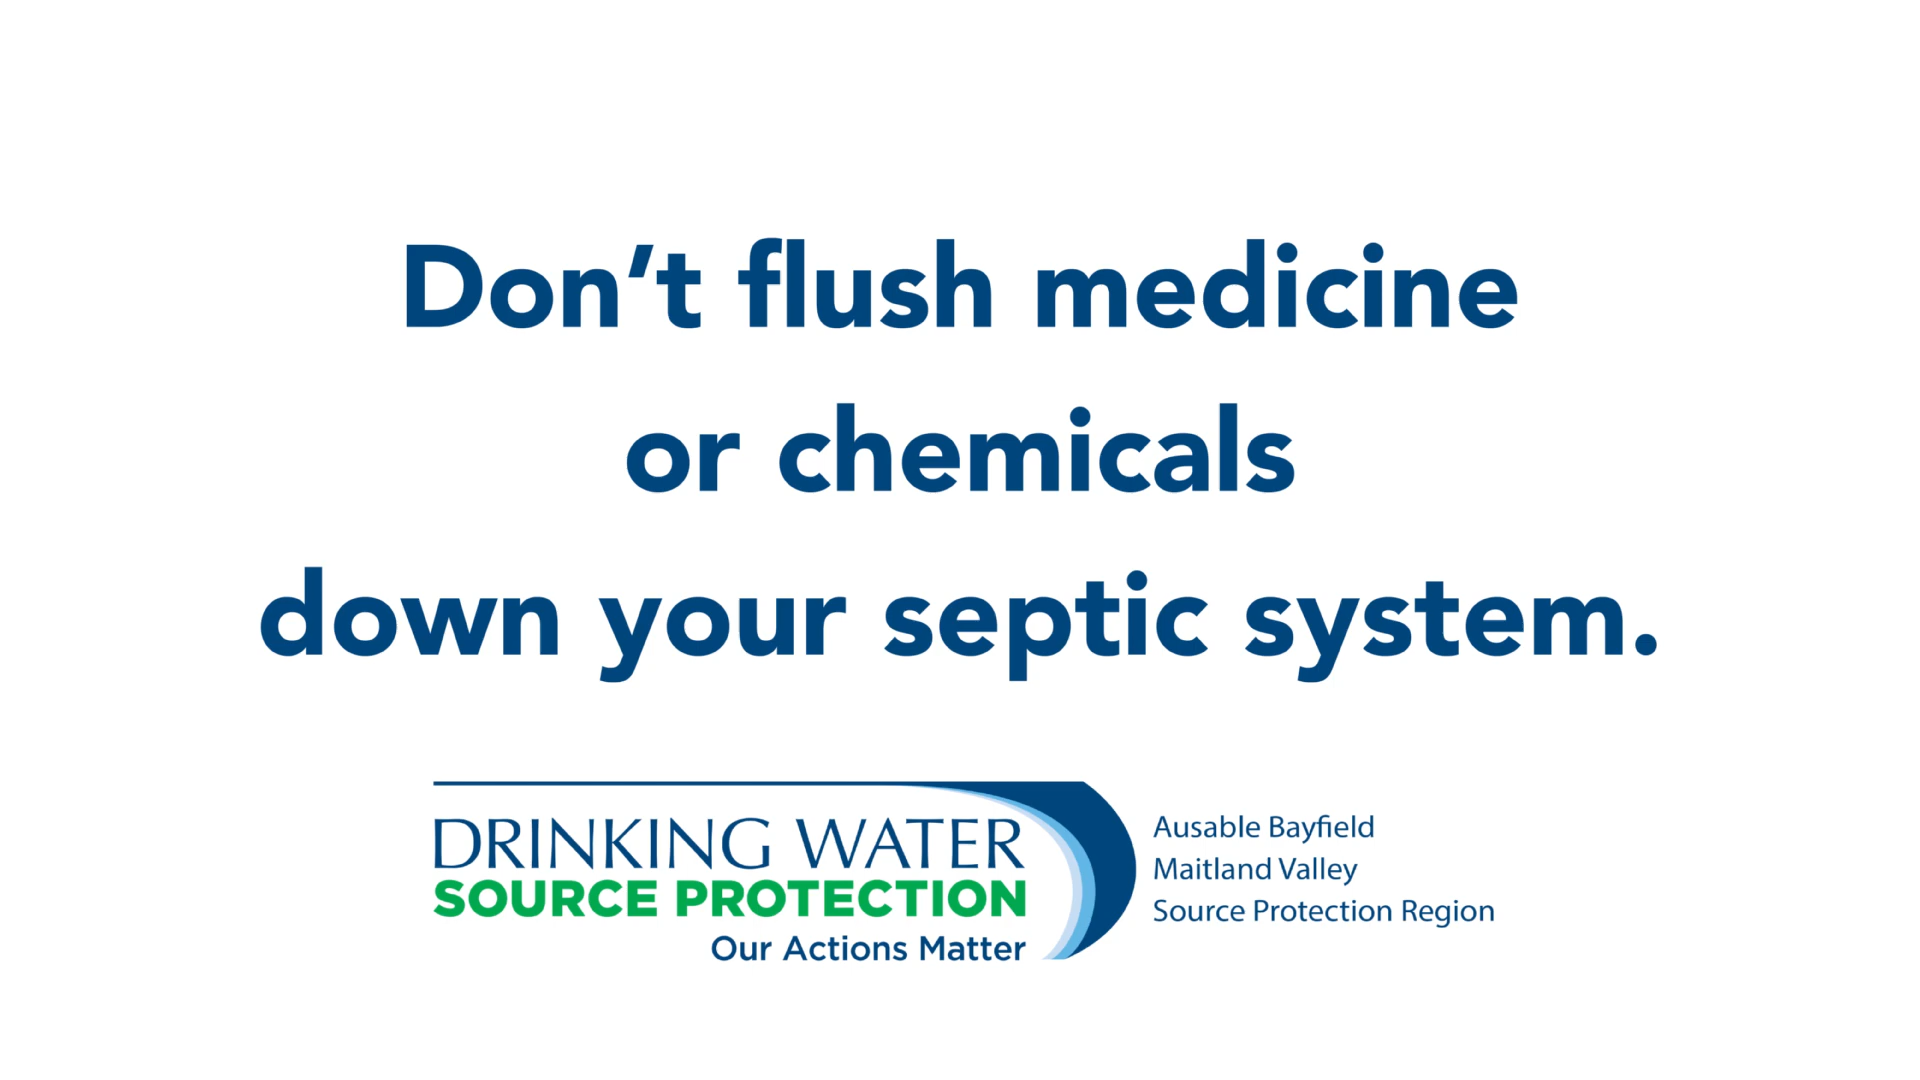 Don’t flush medicine
or chemicals
down your septic system.
DRINKING WATER
SOURCE PROTECTION
Our Actions Matter
Ausable Bayfield
Maitland Valley
Source Protection Region